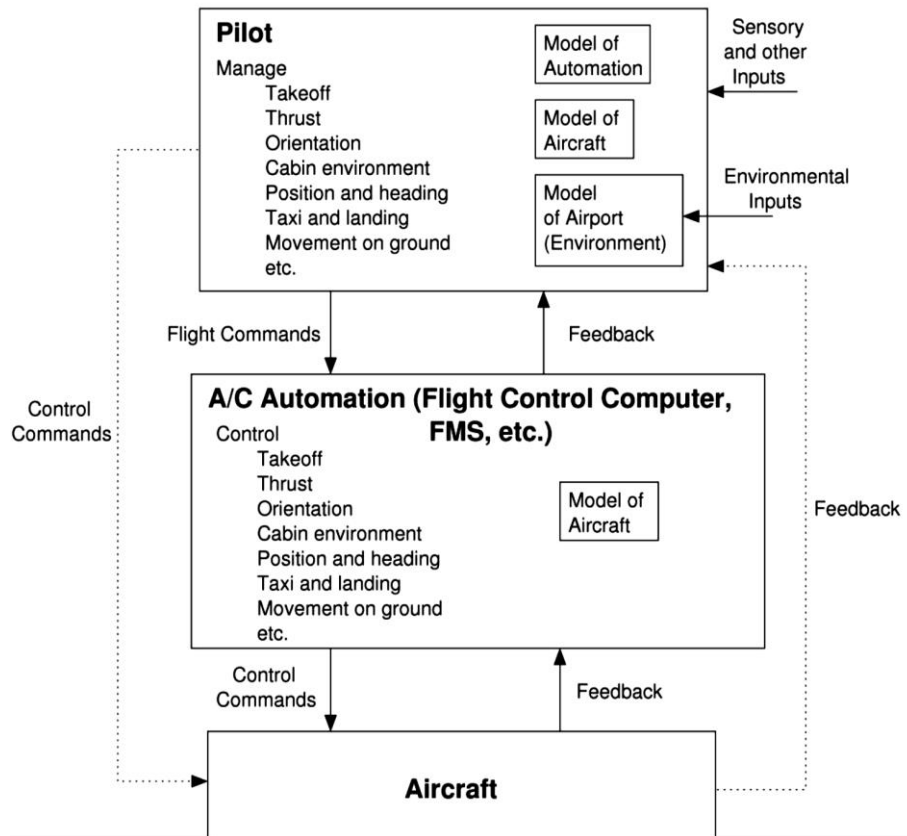 Pilot
Manage
Takeoff
Thrust
Orientation
Cabin environment
Position and heading
Taxi and landing
Movement on ground
etc.
Model of
Automation
Model of
Aircraft
Model
of Airport
(Environment)
Sensory
and other
Inputs
Environmental
Inputs
Flight Commands
Feedback
Control
Commands
A/C Automation (Flight Control Computer,
FMS, etc.)
Control
Takeoff
Thrust
Orientation
Cabin environment
Position and heading
Taxi and landing
Movement on ground
etc.
Model of
Aircraft
Feedback
Control
Commands
Feedback
Aircraft